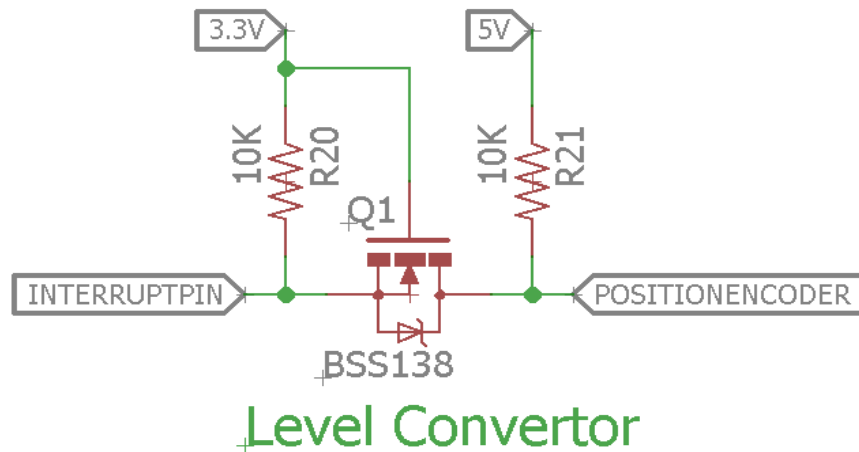 3.3V
5V
10K
R20
10K
R21
Q1
INTERRUPTPIN
POSITIONENCODER
BSS138
Level Convertor